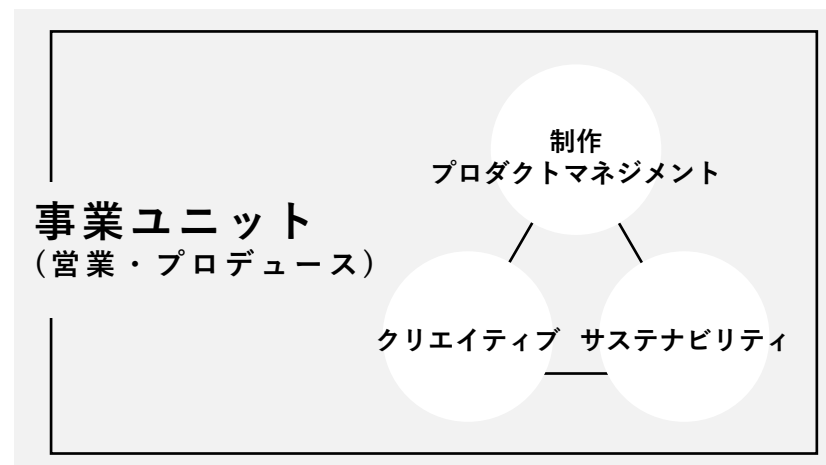 制作
プロダクトマネジメント
事業ユニット
(営業・プロデュース)
クリエイティブ
サステナビリティ